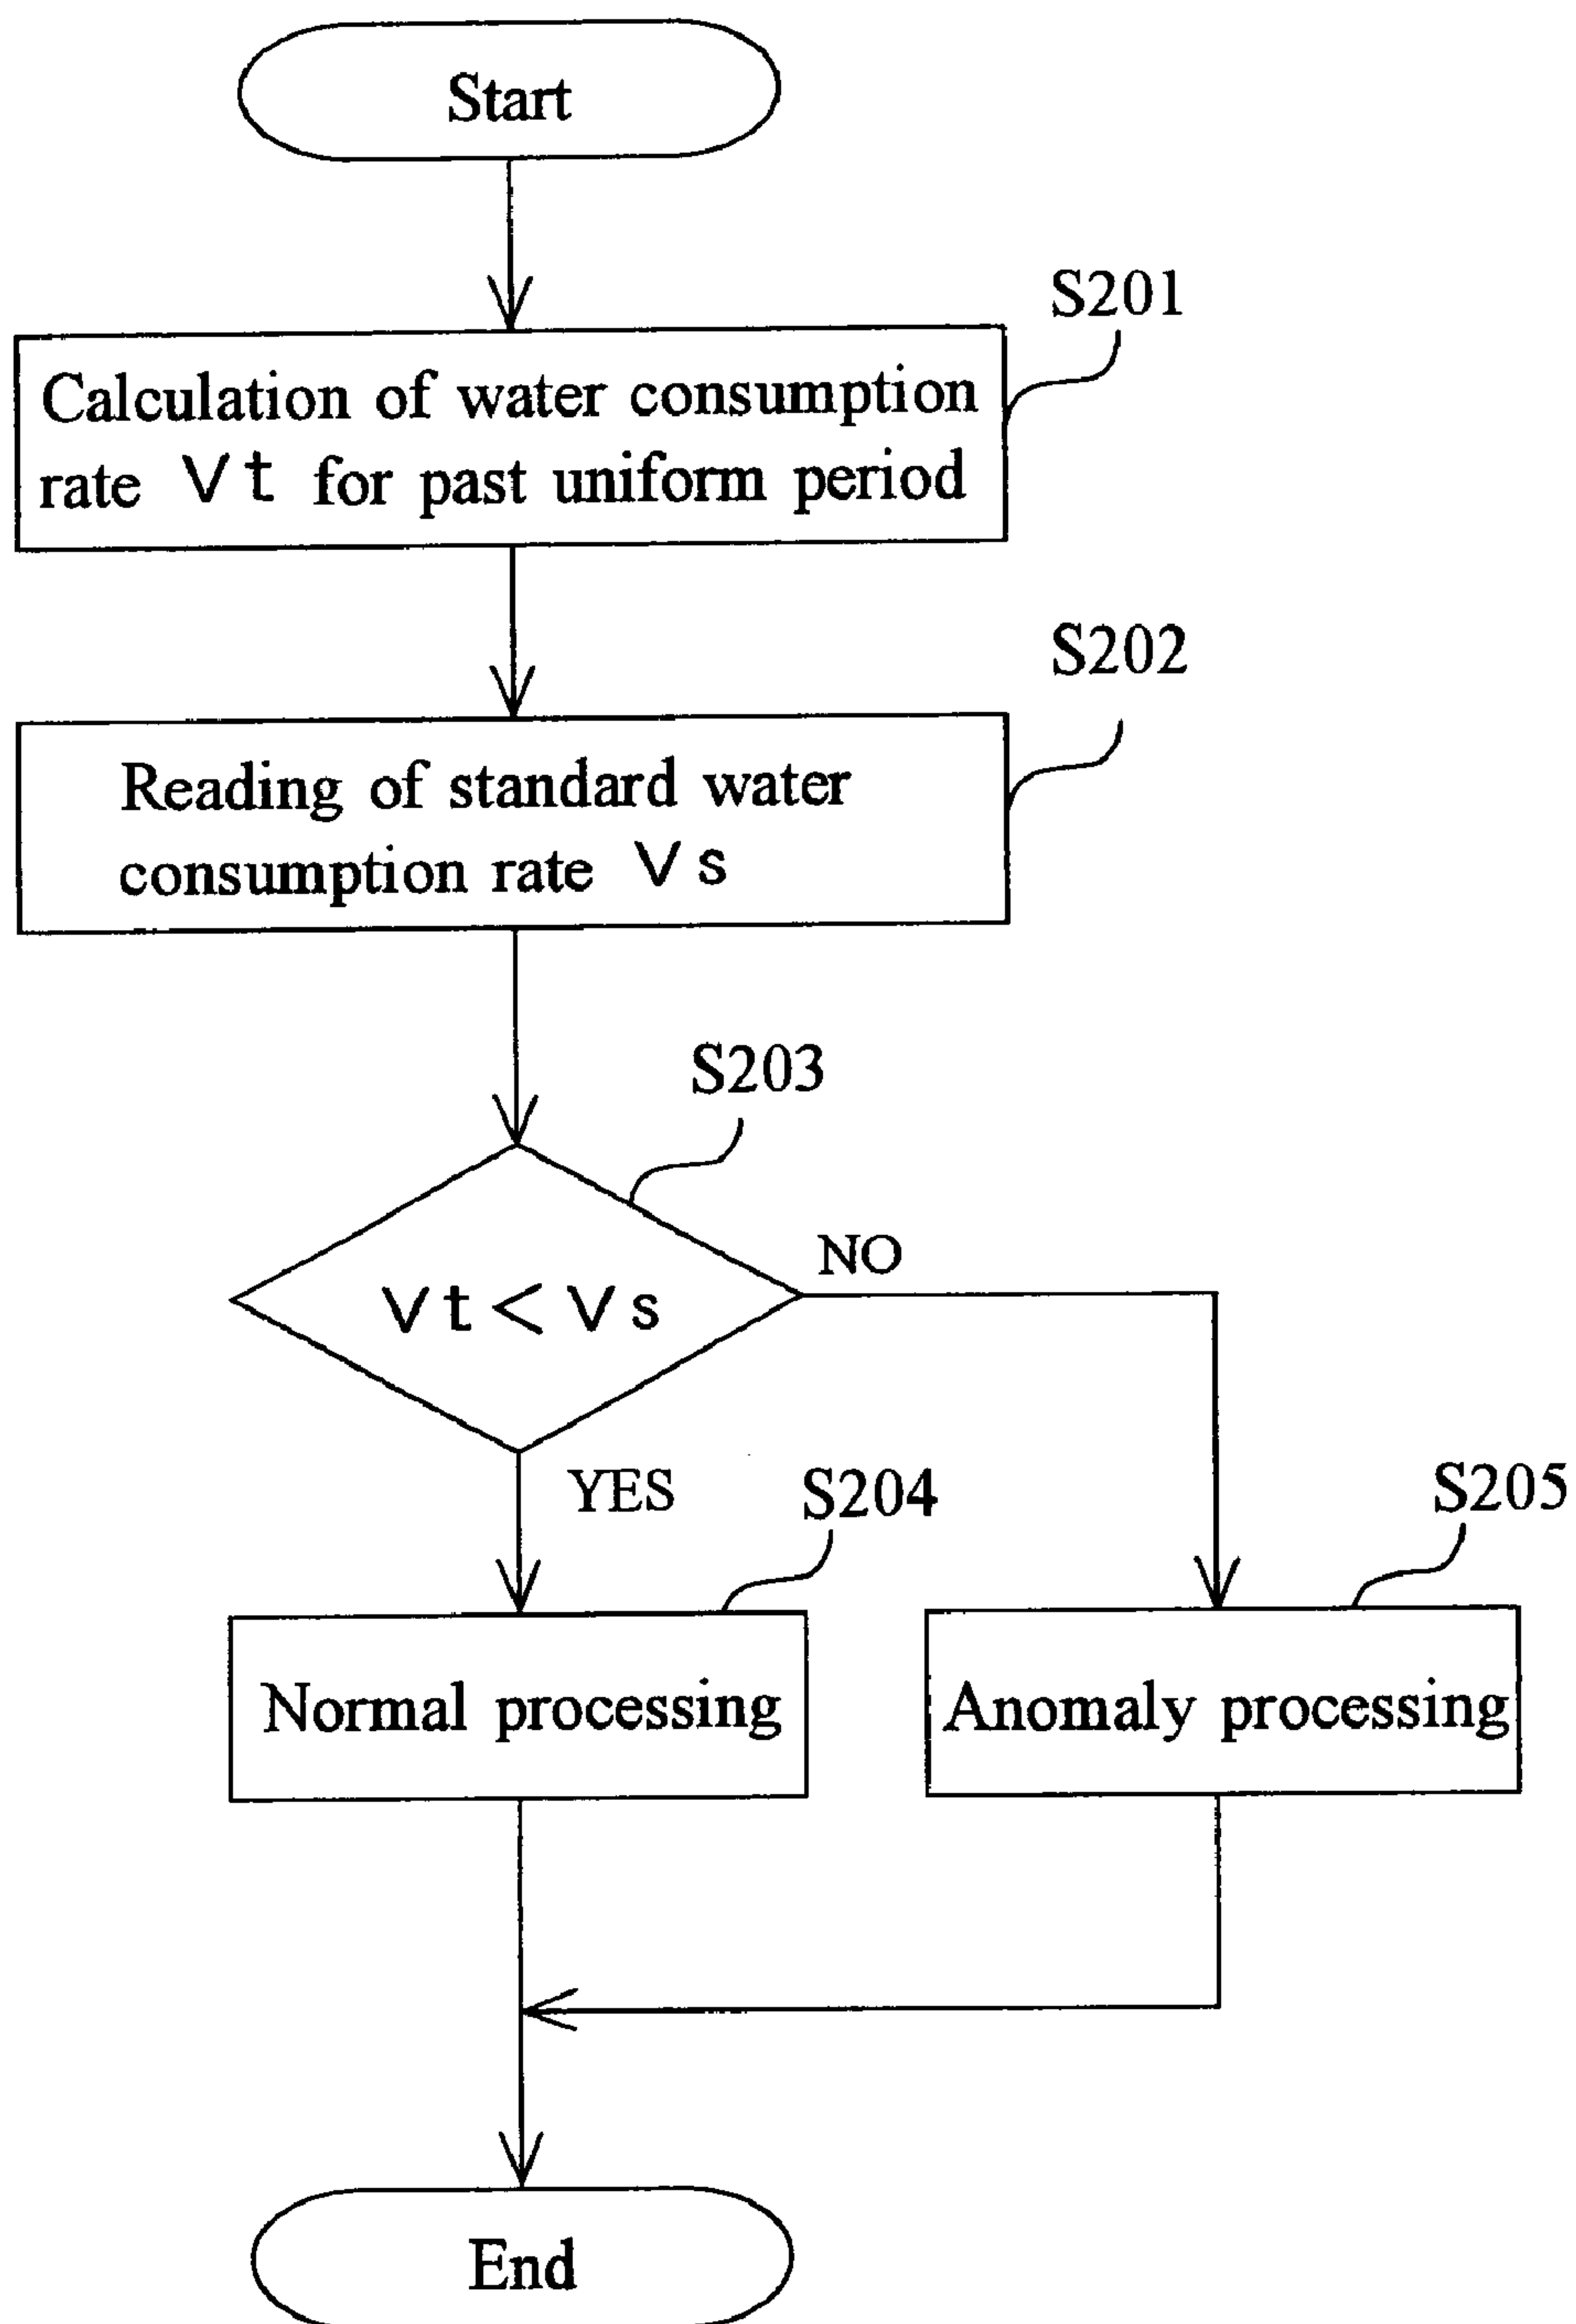 Start
S201
Calculation of water consumption
rate Vt for past uniform period
S202
Reading of standard water
consumption rate Vs
S203
NO
Vt < Vs
YES
S204
S205
Normal processing
Anomaly processing
End